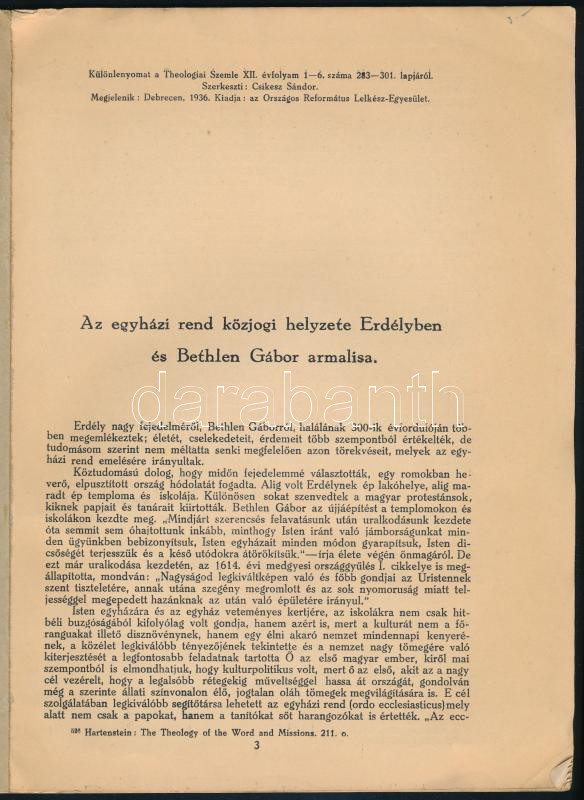 Különlenyomat a Theologiai Szemle XII. évfolyam 1—6. száma 283—301. lapjáról.
Szerkeszti: Csikesz Sándor.
Megjelenik: Debrecen, 1936. Kiadja: az Országos Református Lelkész-Egyesület.
Az egyházi rend közjogi helyzete Erdélyben
és Bethlen Gábor armalisa.
darabanth
Erdély nagy fejedelméről, Bethlen Gáborról, halálának 300-ik évfordulóján többen
ben megemlékeztek; életét, cselekedeteit, érdemeit több szempontból értékelték, de
tudomásom szerint nem méltatta senki megfelelően azon törekvéseit, melyek az egy-
házi rend emelésére irányultak.
Köztudomású dolog, hogy midőn fejedelemmé választották, egy romokban he-
verő, elpusztított ország hódolatát fogadta. Alig volt Erdélynek ép lakóhelye, alig ma-
radt ép temploma és iskolája. Különösen sokat szenvedtek a magyar protestánsok,
kiknek papjait és tanárait kiirtották. Bethlen Gábor az újjáépítést a templomokon és
iskolákon kezdte meg. „Mindjárt szerencsés felavatásunk után uralkodásunk kezdete
óta semmit sem óhajtottunk inkább, minthogy Isten iránt való jámborságunkat min-
den ügyünkben bebizonyítsuk, Isten egyházait minden módon gyarapítsuk, Isten di-
csőségét terjesszük és a késő utódokra átörökítsük.“—írja élete végén önmagáról. De
ezt már uralkodása kezdetén, az 1614. évi medgyesi országgyűlés I. cikkelye is meg-
állapította, mondván: „Nagyságod legkiváltképen való és főbb gondjai az Úristennek
szent tiszteletére, annak utána szegény megromlott és az sok nyomorúság miatt tel-
jességgel megepedett hazánknak az után való épületére irányul.“
Isten egyházára és az egyház veteményes kertjére, az iskolákra nem csak hit-
béli buzgóságából kifolyólag volt gondja, hanem azért is, mert a kulturát nem a fő-
ranguakat illető disznövénynek, hanem egy élni akaró nemzet mindennapi kenyeré-
nek, a közélet legkiválóbb tényezőjének tekintette és a nemzet nagy tömegére való
kiterjesztését a legfontosabb feladatnak tartotta Ő az első magyar ember, kiről mai
szempontból is elmondhatjuk, hogy kulturpolitikus volt, mert ő az első, akit az a nagy
cél vezérelt, hogy a legalsóbb rétegekig műveltséggel hassa át országát, gondolván
még a szerinte állati színvonalon élő, jogtalan oláh tömegek megvilágítására is. E cél
szolgálatában legkiválóbb segítőtársa lehetett az egyházi rend (ordo ecclesiasticus) mely
alatt nem csak a papokat, hanem a tanítókat sőt harangozókat is értették. „Az ecc-
Hartenstein: The Theology of the Word and Missions. 211. o.
3